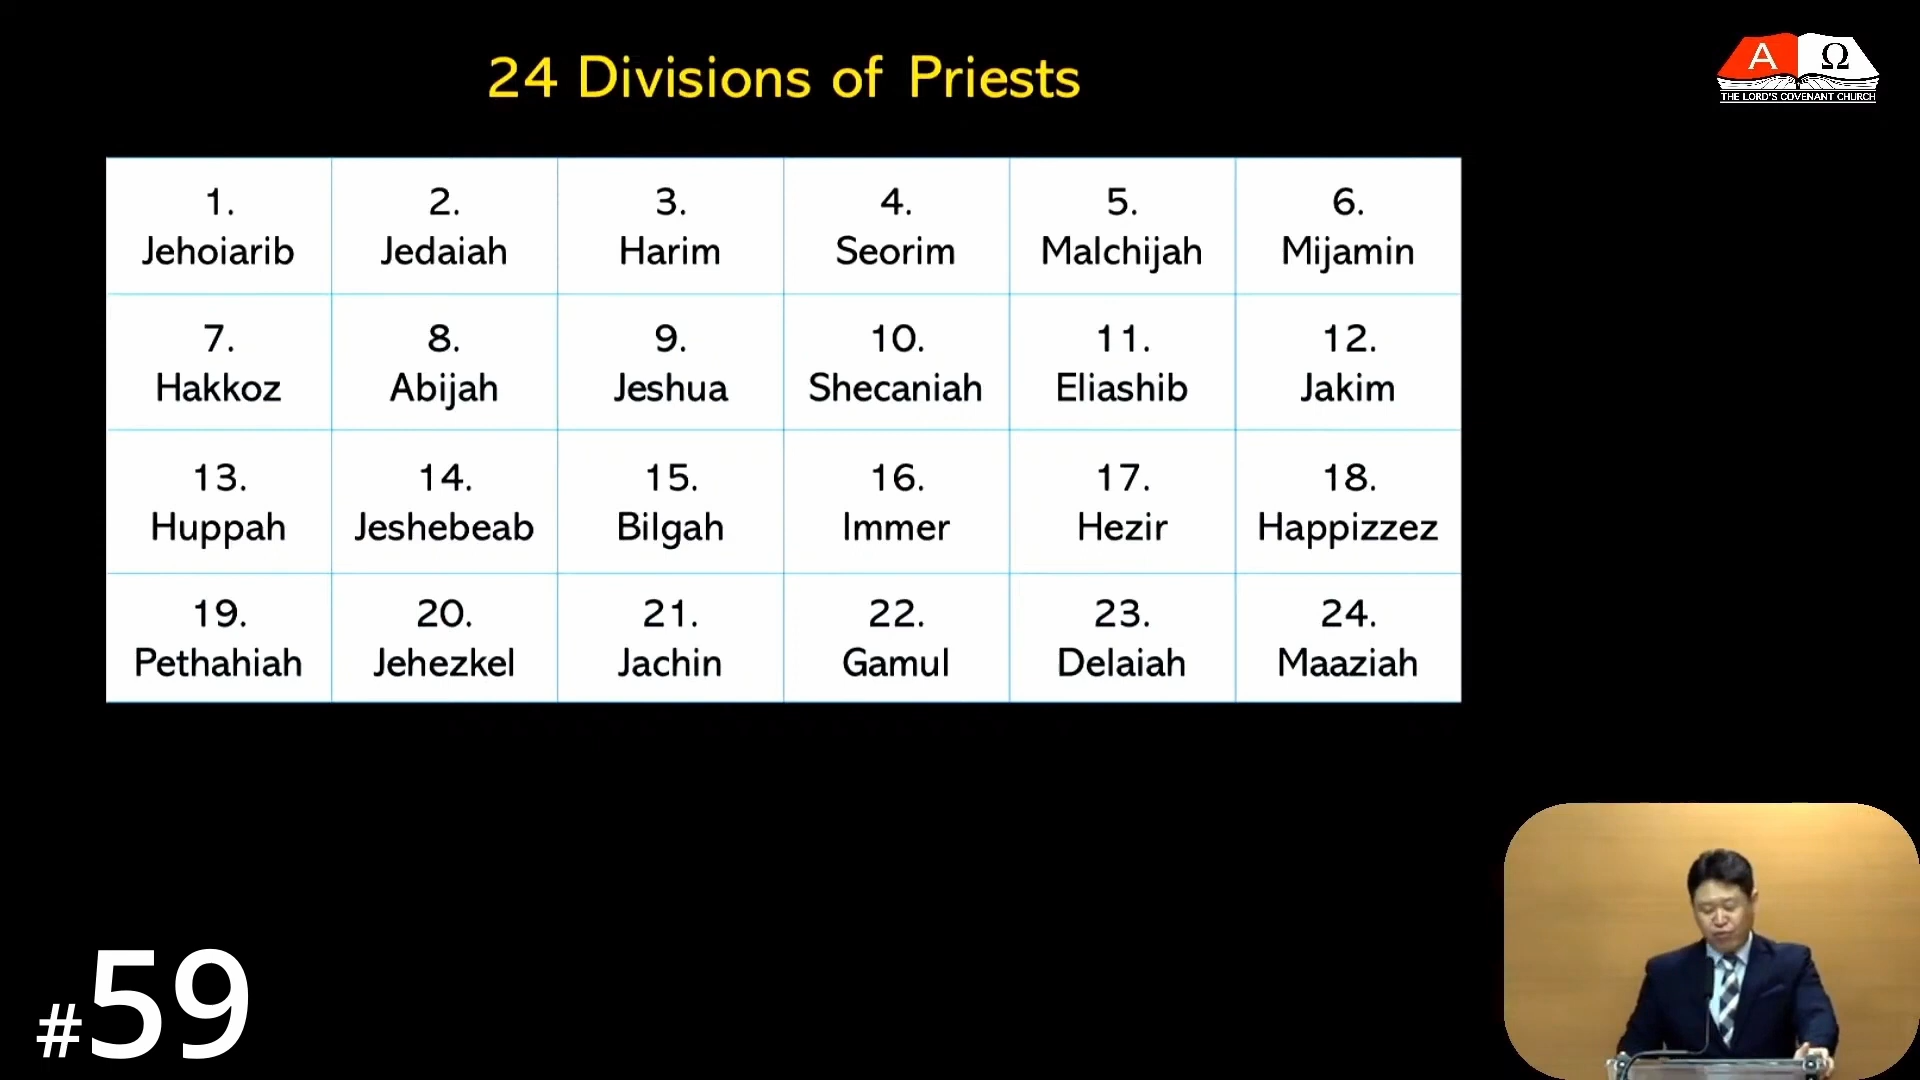 24 Divisions of Priests
A Ω
THE LORD'S COVENANT CHURCH
1. 2. 3. 4. 5. 6.
Jehoiarib Jedaiah Harim Seorim Malchijah Mijamin
7. 8. 9. 10. 11. 12.
Hakkoz Abijah Jeshua Shecaniah Eliashib Jakim
13. 14. 15. 16. 17. 18.
Huppah Jeshebeab Bilgah Immer Hezir Happizzez
19. 20. 21. 22. 23. 24.
Pethahiah Jehezkel Jachin Gamul Delaiah Maaziah
#59